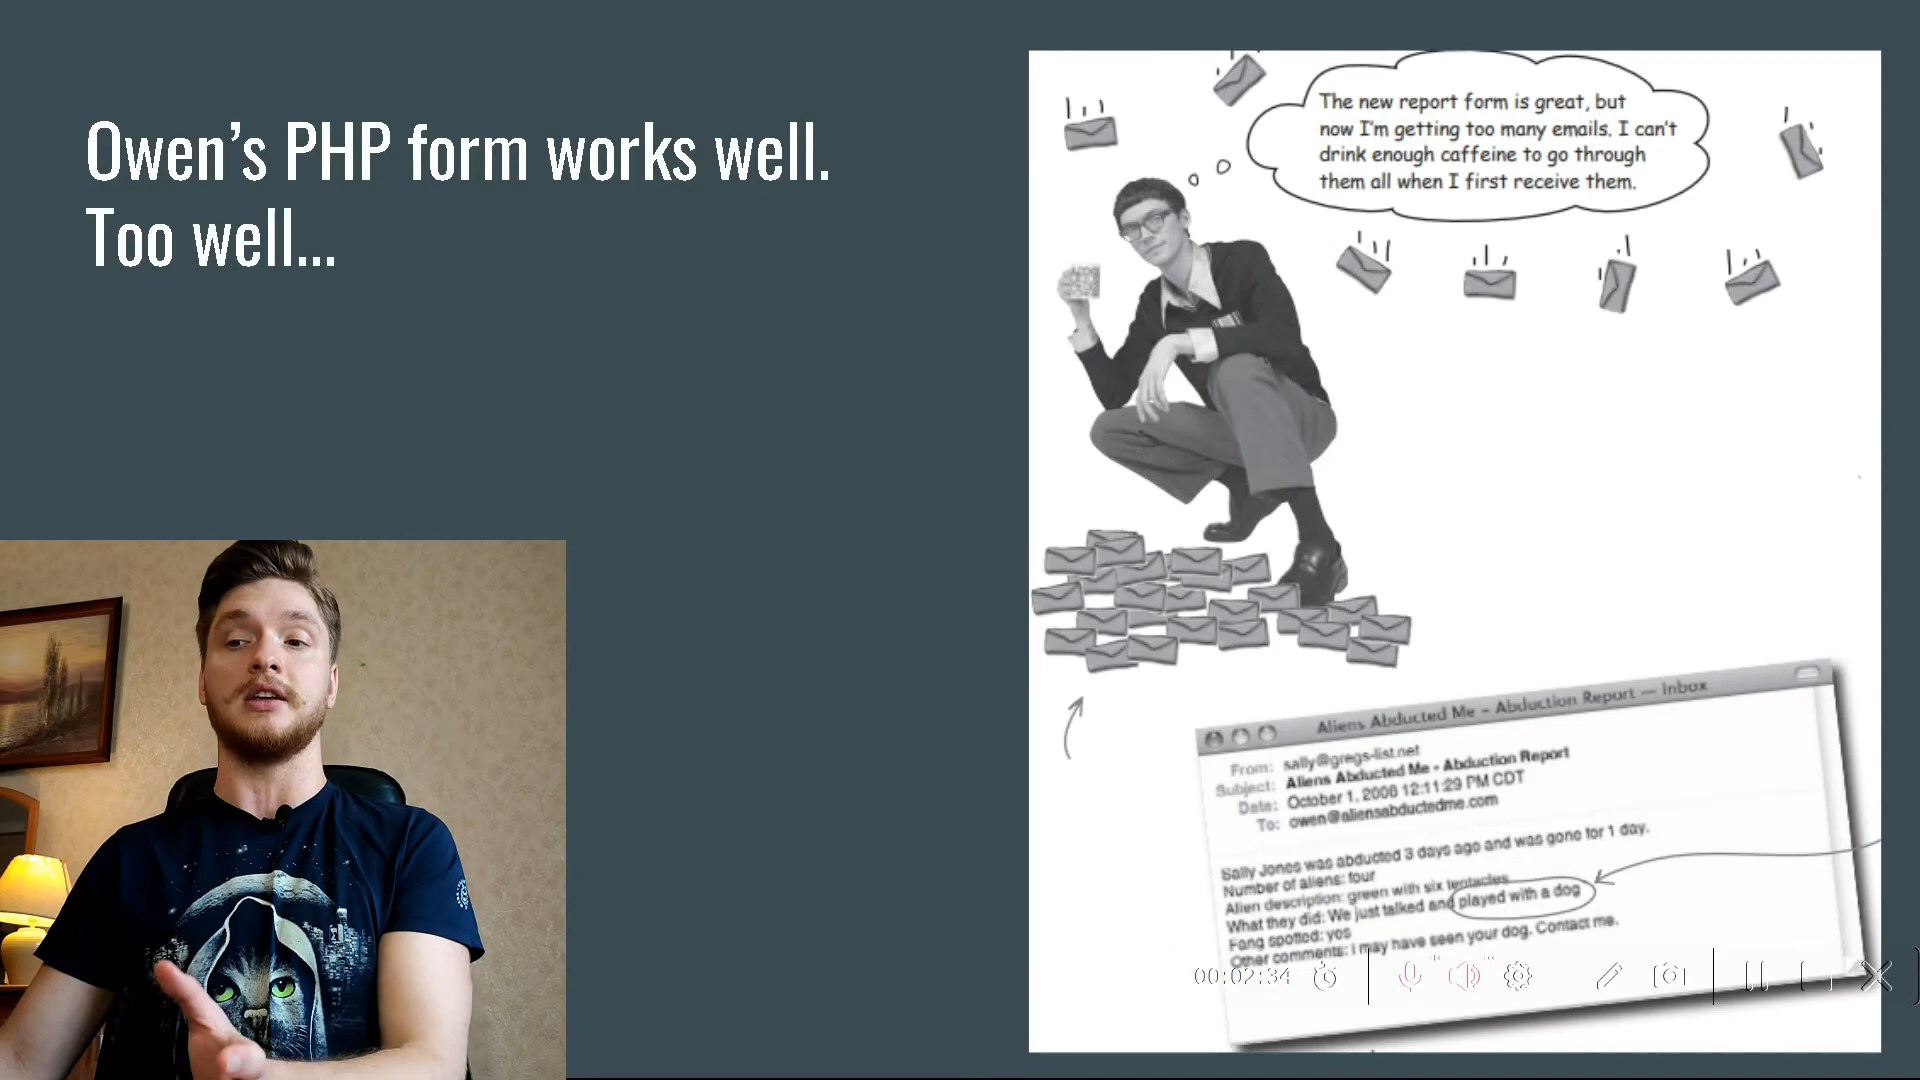 Owen's PHP form works well.
Too well...
The new report form is great, but
now I'm getting too many emails. I can't
drink enough caffeine to go through
them all when I first receive them.
Aliens Abducted Me - Abduction Report — Inbox
From: sally@gregs-list.net
Subject: Aliens Abducted Me - Abduction Report
Date: October 1, 2008 12:11:29 PM CDT
To: owen@aliensabductedme.com
Sally Jones was abducted 3 days ago and was gone for 1 day.
Number of aliens: four
Alien description: green with six tentacles
What they did: We just talked and played with a dog
Fang spotted: yes
Other comments: I may have seen your dog. Contact me.
00:02:34